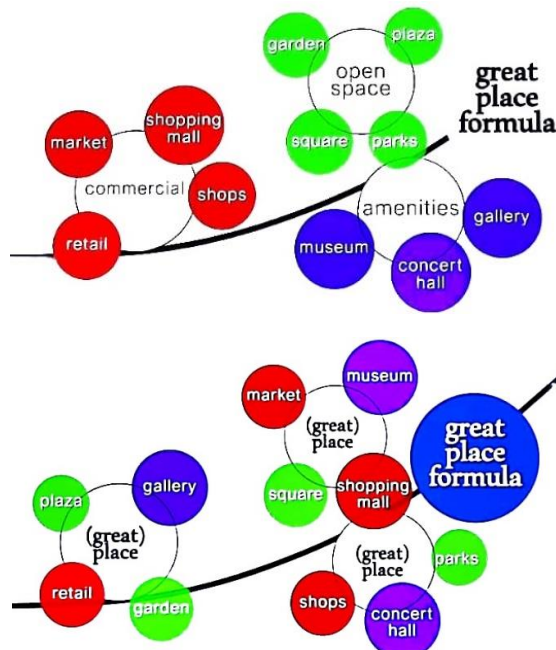 garden
plaza
open
space
great
place
formula
shopping
mall
market
square
parks
commercial
shops
amenities
gallery
retail
museum
concert
hall
museum
market
(great)
place
great
place
formula
gallery
plaza
square
shopping
mall
(great)
place
(great)
place
parks
retail
garden
shops
concert
hall